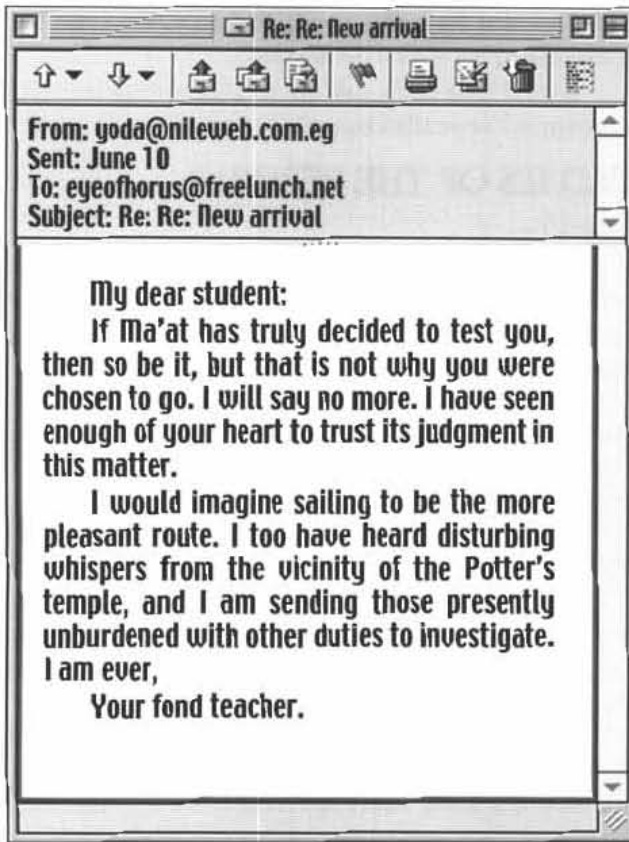 Re: Re: New arrival
From: yoda@nileweb.com.eg
Sent: June 10
To: eyeofhorus@freelunch.net
Subject: Re: Re: New arrival
My dear student:
If Ma'at has truly decided to test you,
then so be it, but that is not why you were
chosen to go. I will say no more. I have seen
enough of your heart to trust its judgment in
this matter.
I would imagine sailing to be the more
pleasant route. I too have heard disturbing
whispers from the vicinity of the Potter's
temple, and I am sending those presently
unburdened with other duties to investigate.
I am ever,
Your fond teacher.